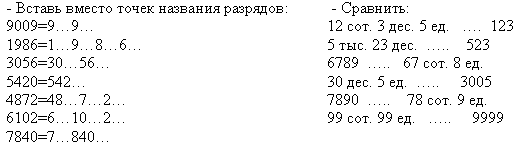 - Вставь вместо точек названия разрядов:
9009=9…9…
1986=1…9…8…6…
3056=30…56…
5420=542…
4872=48…7…2…
6102=6…10…2…
7840=7…840…
- Сравнить:
12 сот. 3 дес. 5 ед. …. 123
5 тыс. 23 дес. ….. 523
6789 ….. 67 сот. 8 ед.
30 дес. 5 ед. ….. 3005
7890 ….. 78 сот. 9 ед.
99 сот. 99 ед. ….. 9999